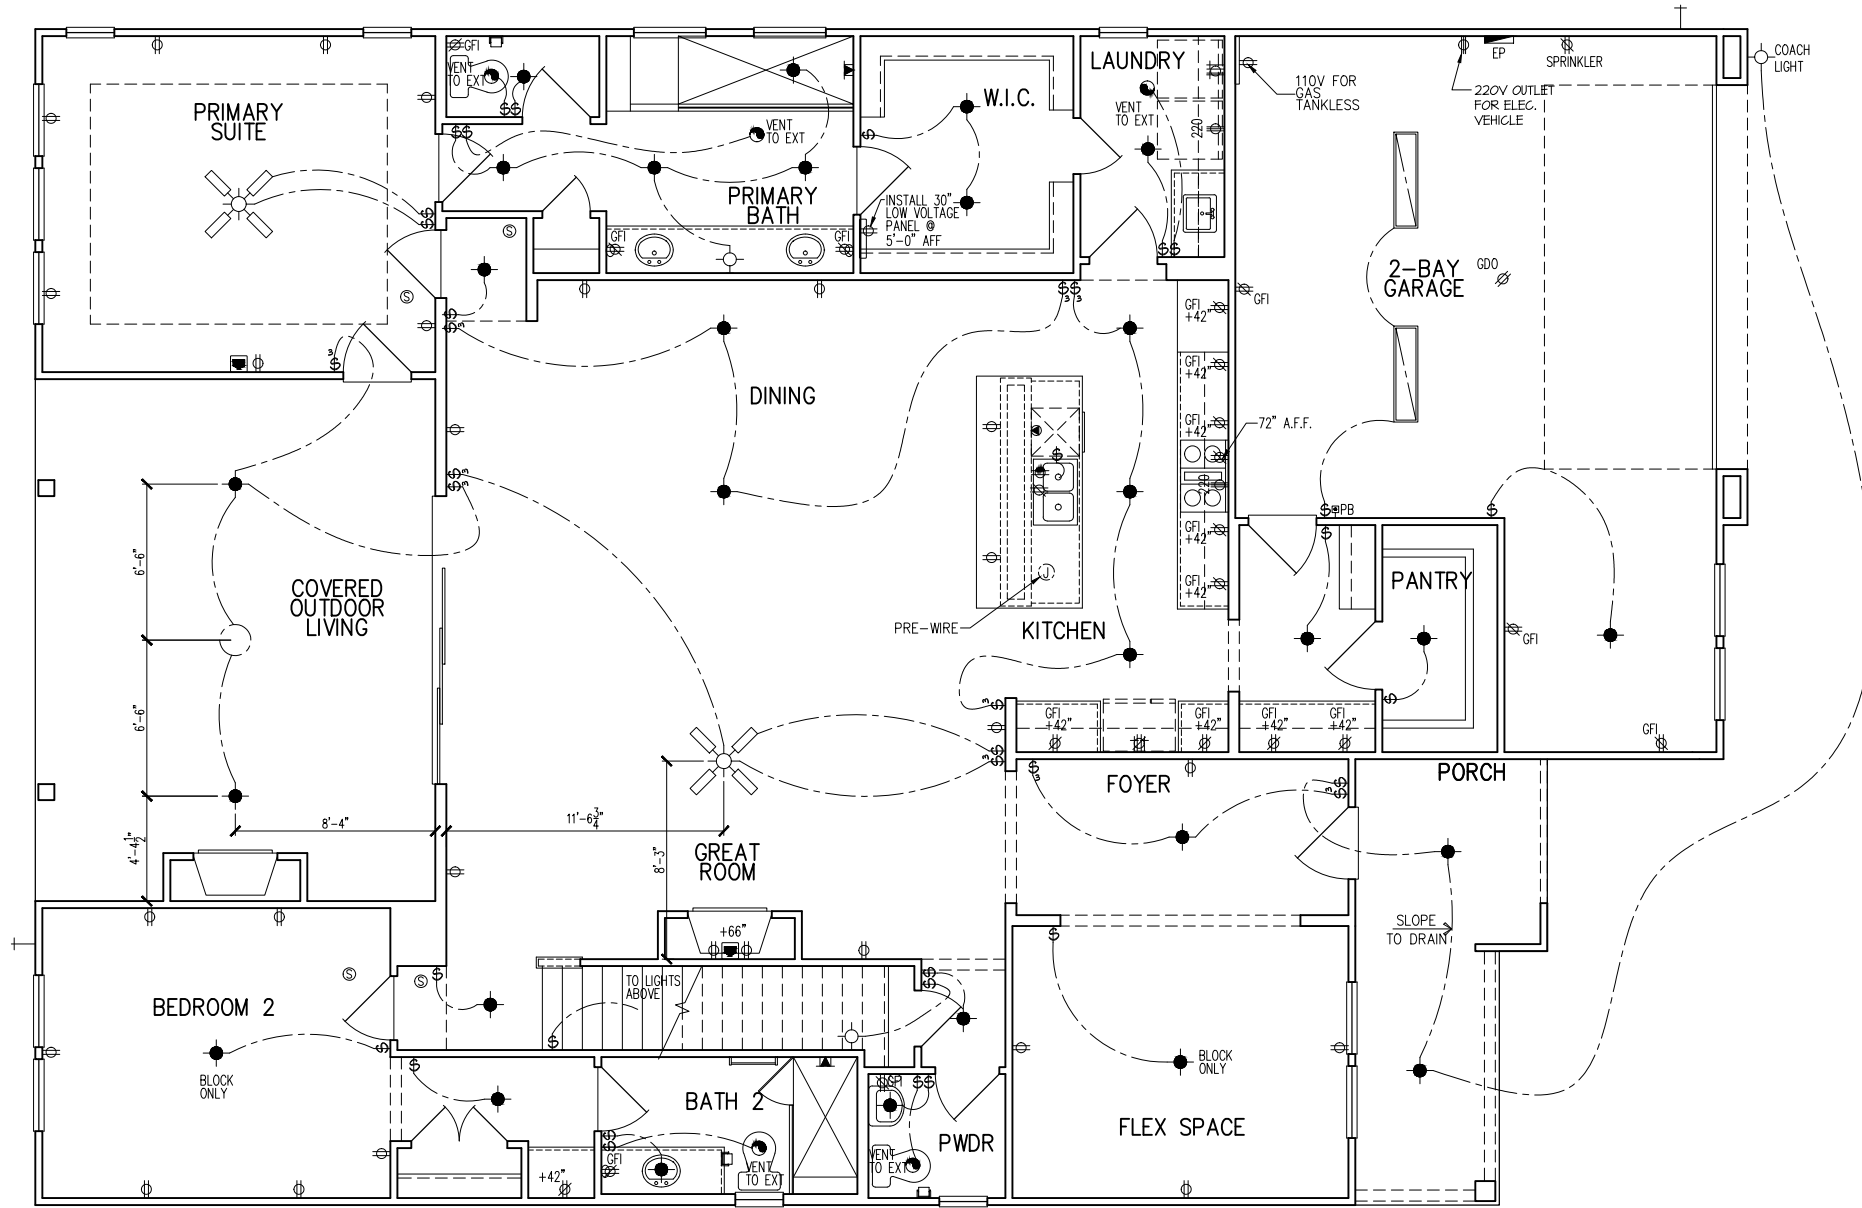 PRIMARY
SUITE
GFI
VENT
TO EXT
VENT
TO EXT
PRIMARY
BATH
GFI
GFI
W.I.C.
INSTALL 30"
LOW VOLTAGE
PANEL @
5'-0" AFF
LAUNDRY
VENT
TO EXT
220
110V FOR
GAS
TANKLESS
EP
SPRINKLER
220V OUTLET
FOR ELEC.
VEHICLE
COACH
LIGHT
2-BAY
GARAGE
GDO
GFI
S
S
DINING
GFI
+42"
GFI
+42"
GFI
+42"
72" A.F.F.
220
GFI
+42"
GFI
+42"
PB
J
PRE-WIRE
KITCHEN
PANTRY
GFI
GFI
COVERED
OUTDOOR
LIVING
6'-6"
6'-6"
4'-4 1/2"
8'-4"
11'-6 3/4"
8'-3"
GREAT
ROOM
+66"
GFI
+42"
GFI
+42"
GFI
+42"
GFI
+42"
FOYER
PORCH
SLOPE
TO DRAIN
TO LIGHTS
ABOVE
S
S
BEDROOM 2
BLOCK
ONLY
BATH 2
GFI
VENT
TO EXT
+42"
GFI
PWDR
VENT
TO EXT
BLOCK
ONLY
FLEX SPACE